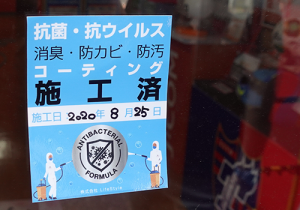 抗菌・抗ウイルス
消臭・防カビ・防汚
コーティング
施工済
施工日 2020年 8月 25日
ANTIBACTERIAL
FORMULA